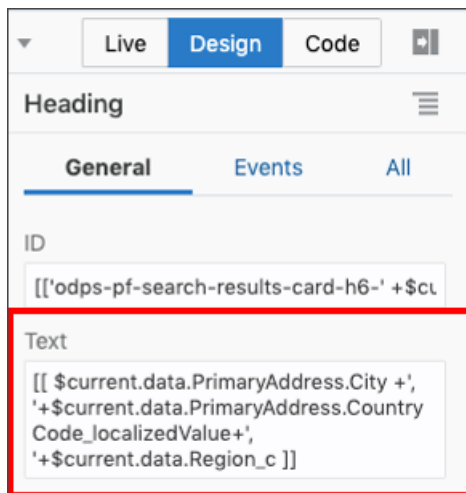 Live Design Code
Heading
General Events All
ID
[['odps-pf-search-results-card-h6-' +$cu
Text
[[ $current.data.PrimaryAddress.City +',
'+$current.data.PrimaryAddress.Country
Code_localizedValue+',
'+$current.data.Region_c ]]